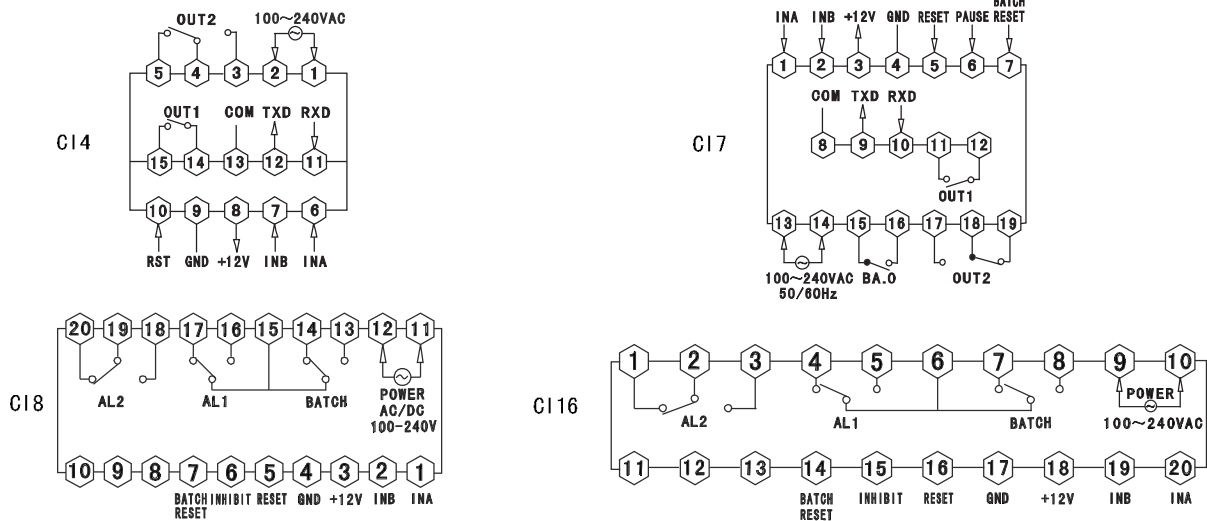 OUT2 100~240VAC
5 4 3 2 1
OUT1 COM TXD RXD
CI4
15 14 13 12 11
10 9 8 7 6
RST GND +12V INB INA
BATCH
INA INB +12V GND RESET PAUSE RESET
1 2 3 4 5 6 7
COM TXD RXD
CI7
8 9 10 11 12
OUT1
13 14 15 16 17 18 19
100~240VAC BA.O OUT2
50/60Hz
20 19 18 17 16 15 14 13 12 11
CI8
AL2 AL1 BATCH POWER
AC/DC
100-240V
10 9 8 7 6 5 4 3 2 1
BATCH INHIBIT RESET GND +12V INB INA
RESET
1 2 3 4 5 6 7 8 9 10
CI16
AL2 AL1 BATCH POWER
100~240VAC
11 12 13 14 15 16 17 18 19 20
BATCH INHIBIT RESET GND +12V INB INA
RESET